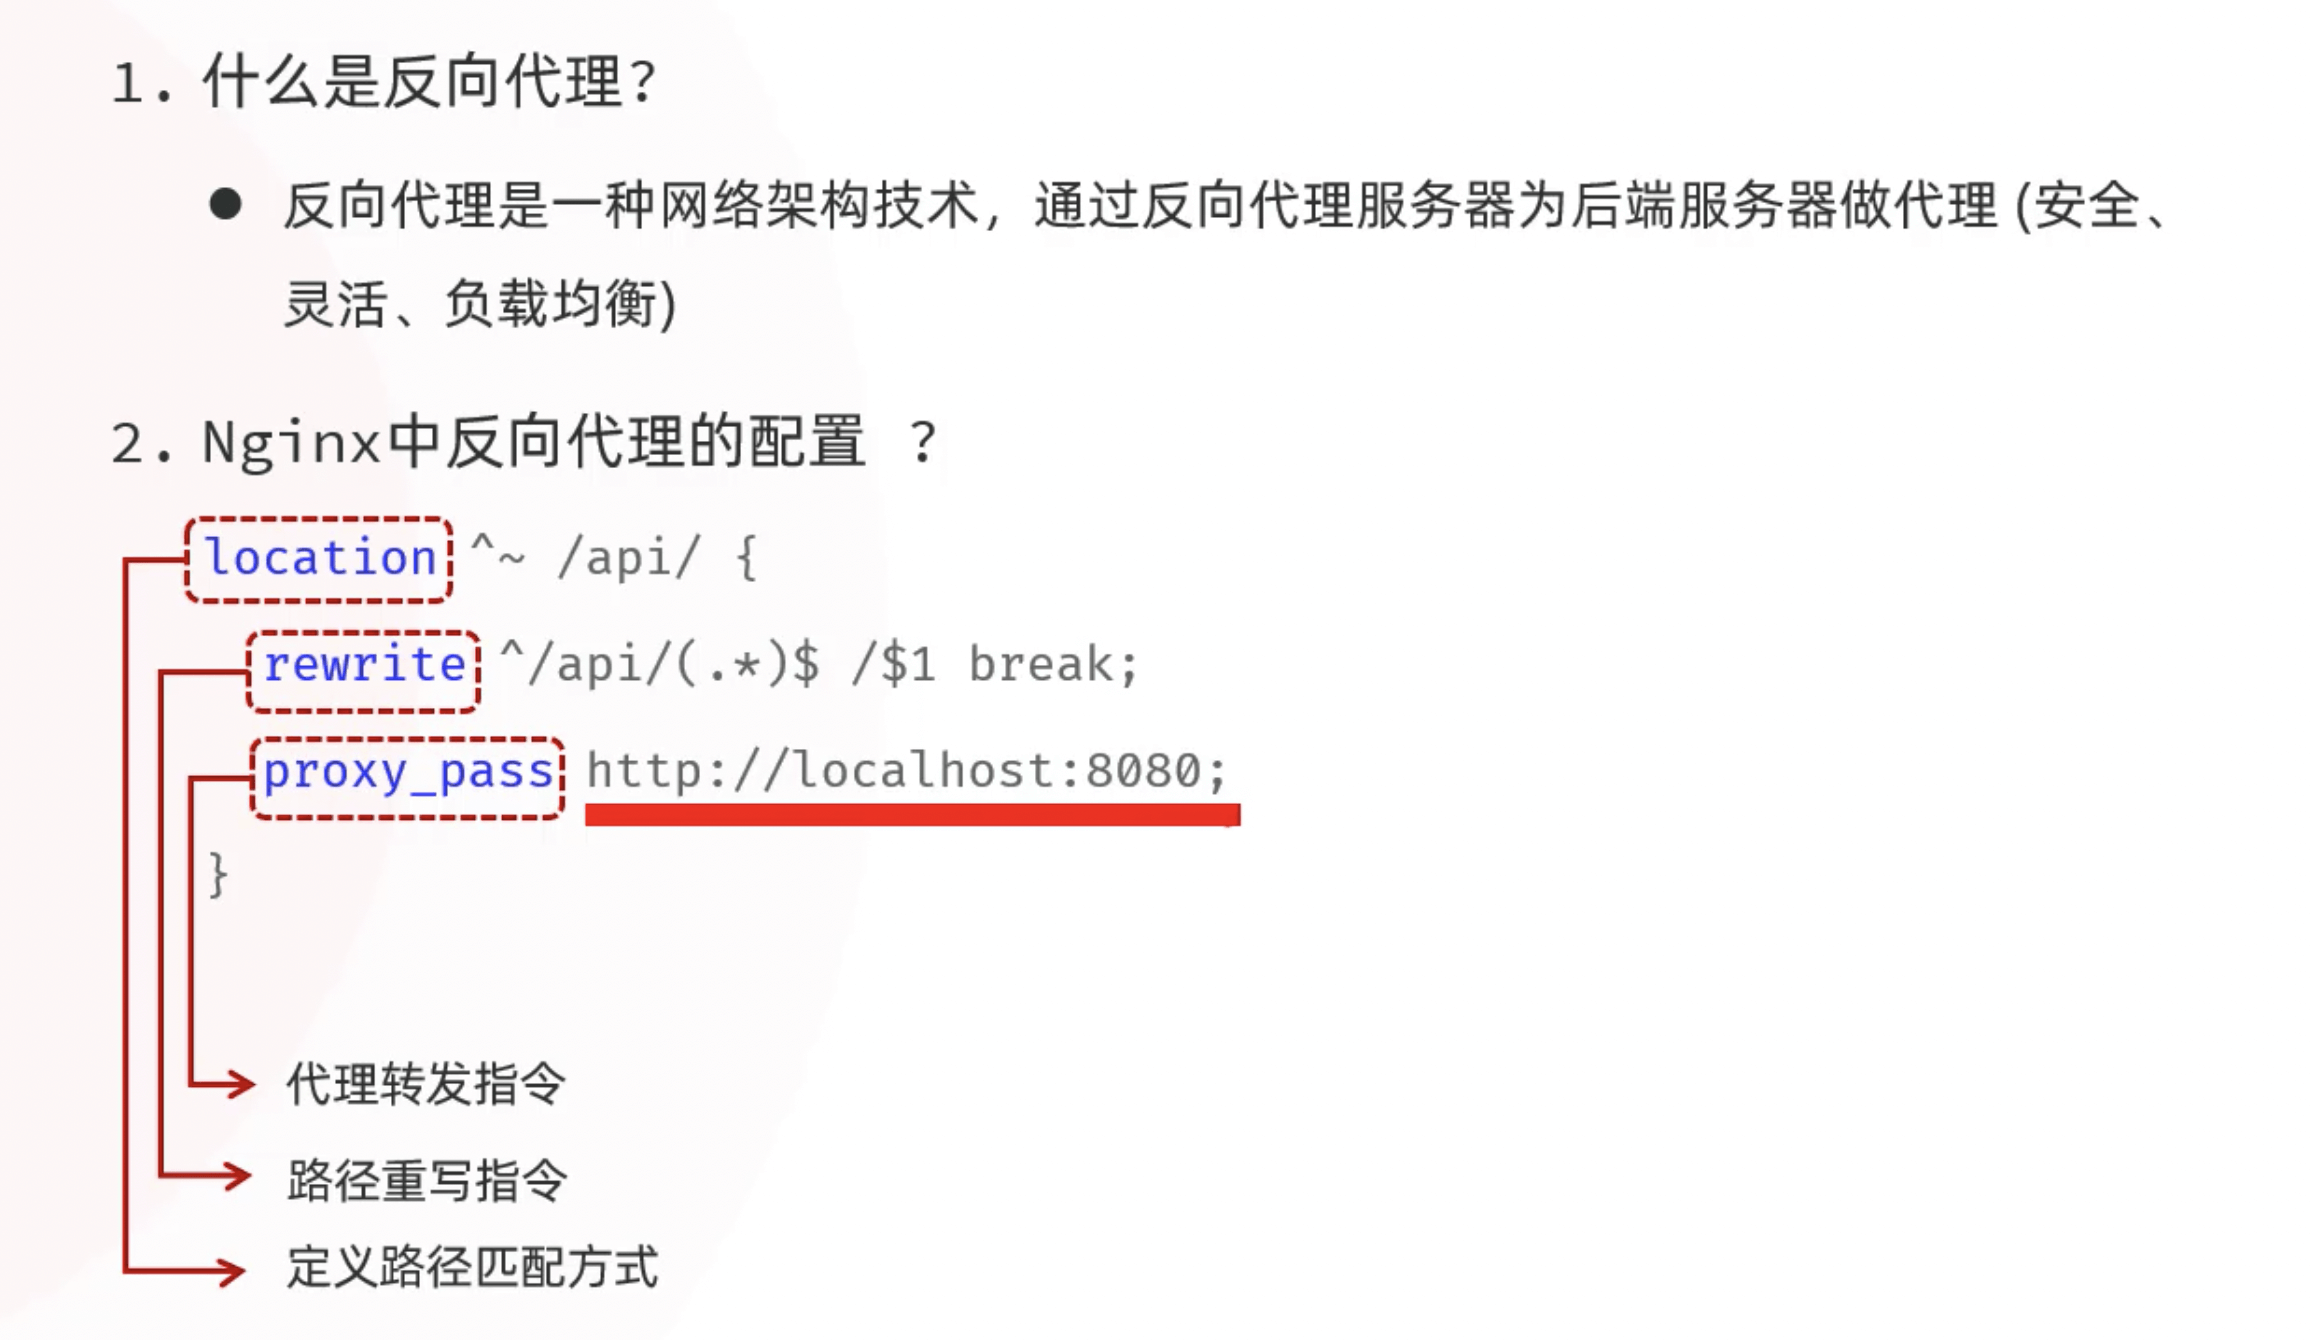 1. 什么是反向代理？
● 反向代理是一种网络架构技术，通过反向代理服务器为后端服务器做代理 (安全、
灵活、负载均衡)
2. Nginx中反向代理的配置 ？
location ^~ /api/ {
rewrite ^/api/(.*)$ /$1 break;
proxy_pass http://localhost:8080;
}
代理转发指令
路径重写指令
定义路径匹配方式